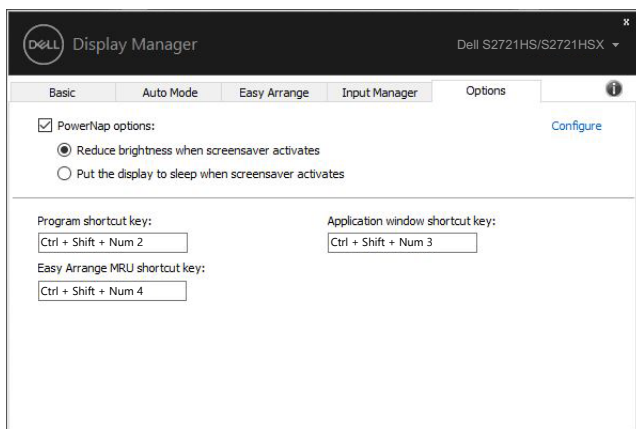 x
DELL Display Manager Dell S2721HS/S2721HSX
Basic Auto Mode Easy Arrange Input Manager Options i
PowerNap options: Configure
Reduce brightness when screensaver activates
Put the display to sleep when screensaver activates
Program shortcut key: Application window shortcut key:
Ctrl + Shift + Num 2 Ctrl + Shift + Num 3
Easy Arrange MRU shortcut key:
Ctrl + Shift + Num 4